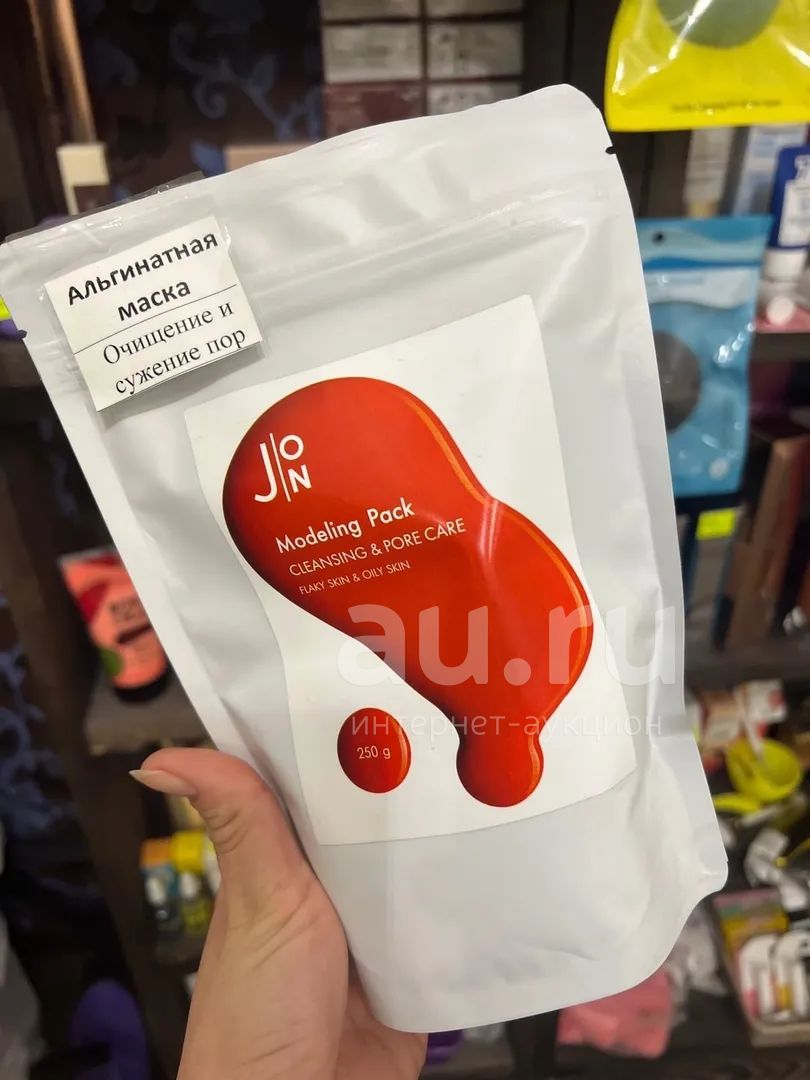 Альгинатная
маска
Очищение и
сужение пор
J|ON
Modeling Pack
CLEANSING & PORE CARE
FLAKY SKIN & OILY SKIN
250 g
au.ru
интернет-аукцион